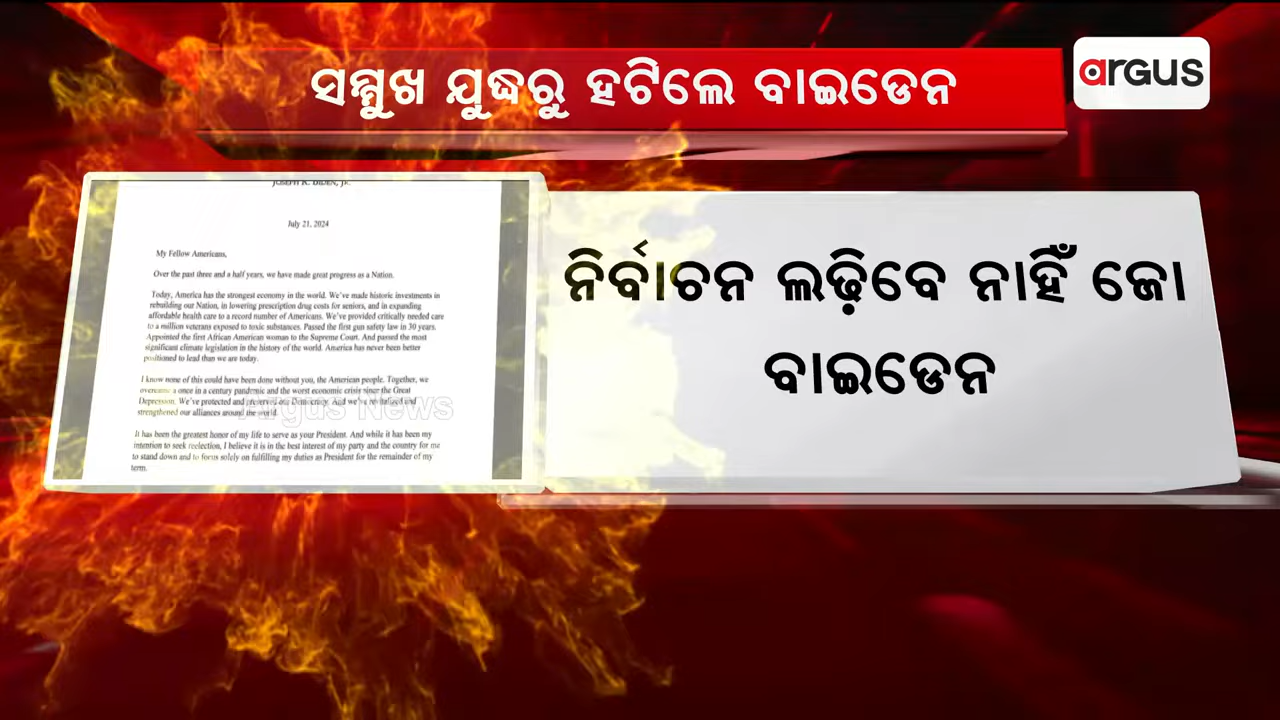 ସମ୍ମୁଖ ଯୁଦ୍ଧରୁ ହଟିଲେ ବାଇଡେନ
argus
JOSEPH R. BIDEN, JR.
July 21, 2024
My Fellow Americans,
Over the past three and a half years, we have made great progress as a Nation.
Today, America has the strongest economy in the world. We've made historic investments in
rebuilding our Nation, in lowering prescription drug costs for seniors, and in expanding
affordable health care to a record number of Americans. We've provided critically needed care
to a million veterans exposed to toxic substances. Passed the first gun safety law in 30 years.
Appointed the first African American woman to the Supreme Court. And passed the most
significant climate legislation in the history of the world. America has never been better
positioned to lead than we are today.
I know none of this could have been done without you, the American people. Together, we
overcame a once in a century pandemic and the worst economic crisis since the Great
Depression. We've protected and preserved our Democracy. And we've revitalized and
strengthened our alliances around the world.
It has been the greatest honor of my life to serve as your President. And while it has been my
intention to seek reelection, I believe it is in the best interest of my party and the country for me
to stand down and to focus solely on fulfilling my duties as President for the remainder of my
term.
Argus News
ନିର୍ବାଚନ ଲଢ଼ିବେ ନାହିଁ ଜୋ
ବାଇଡେନ